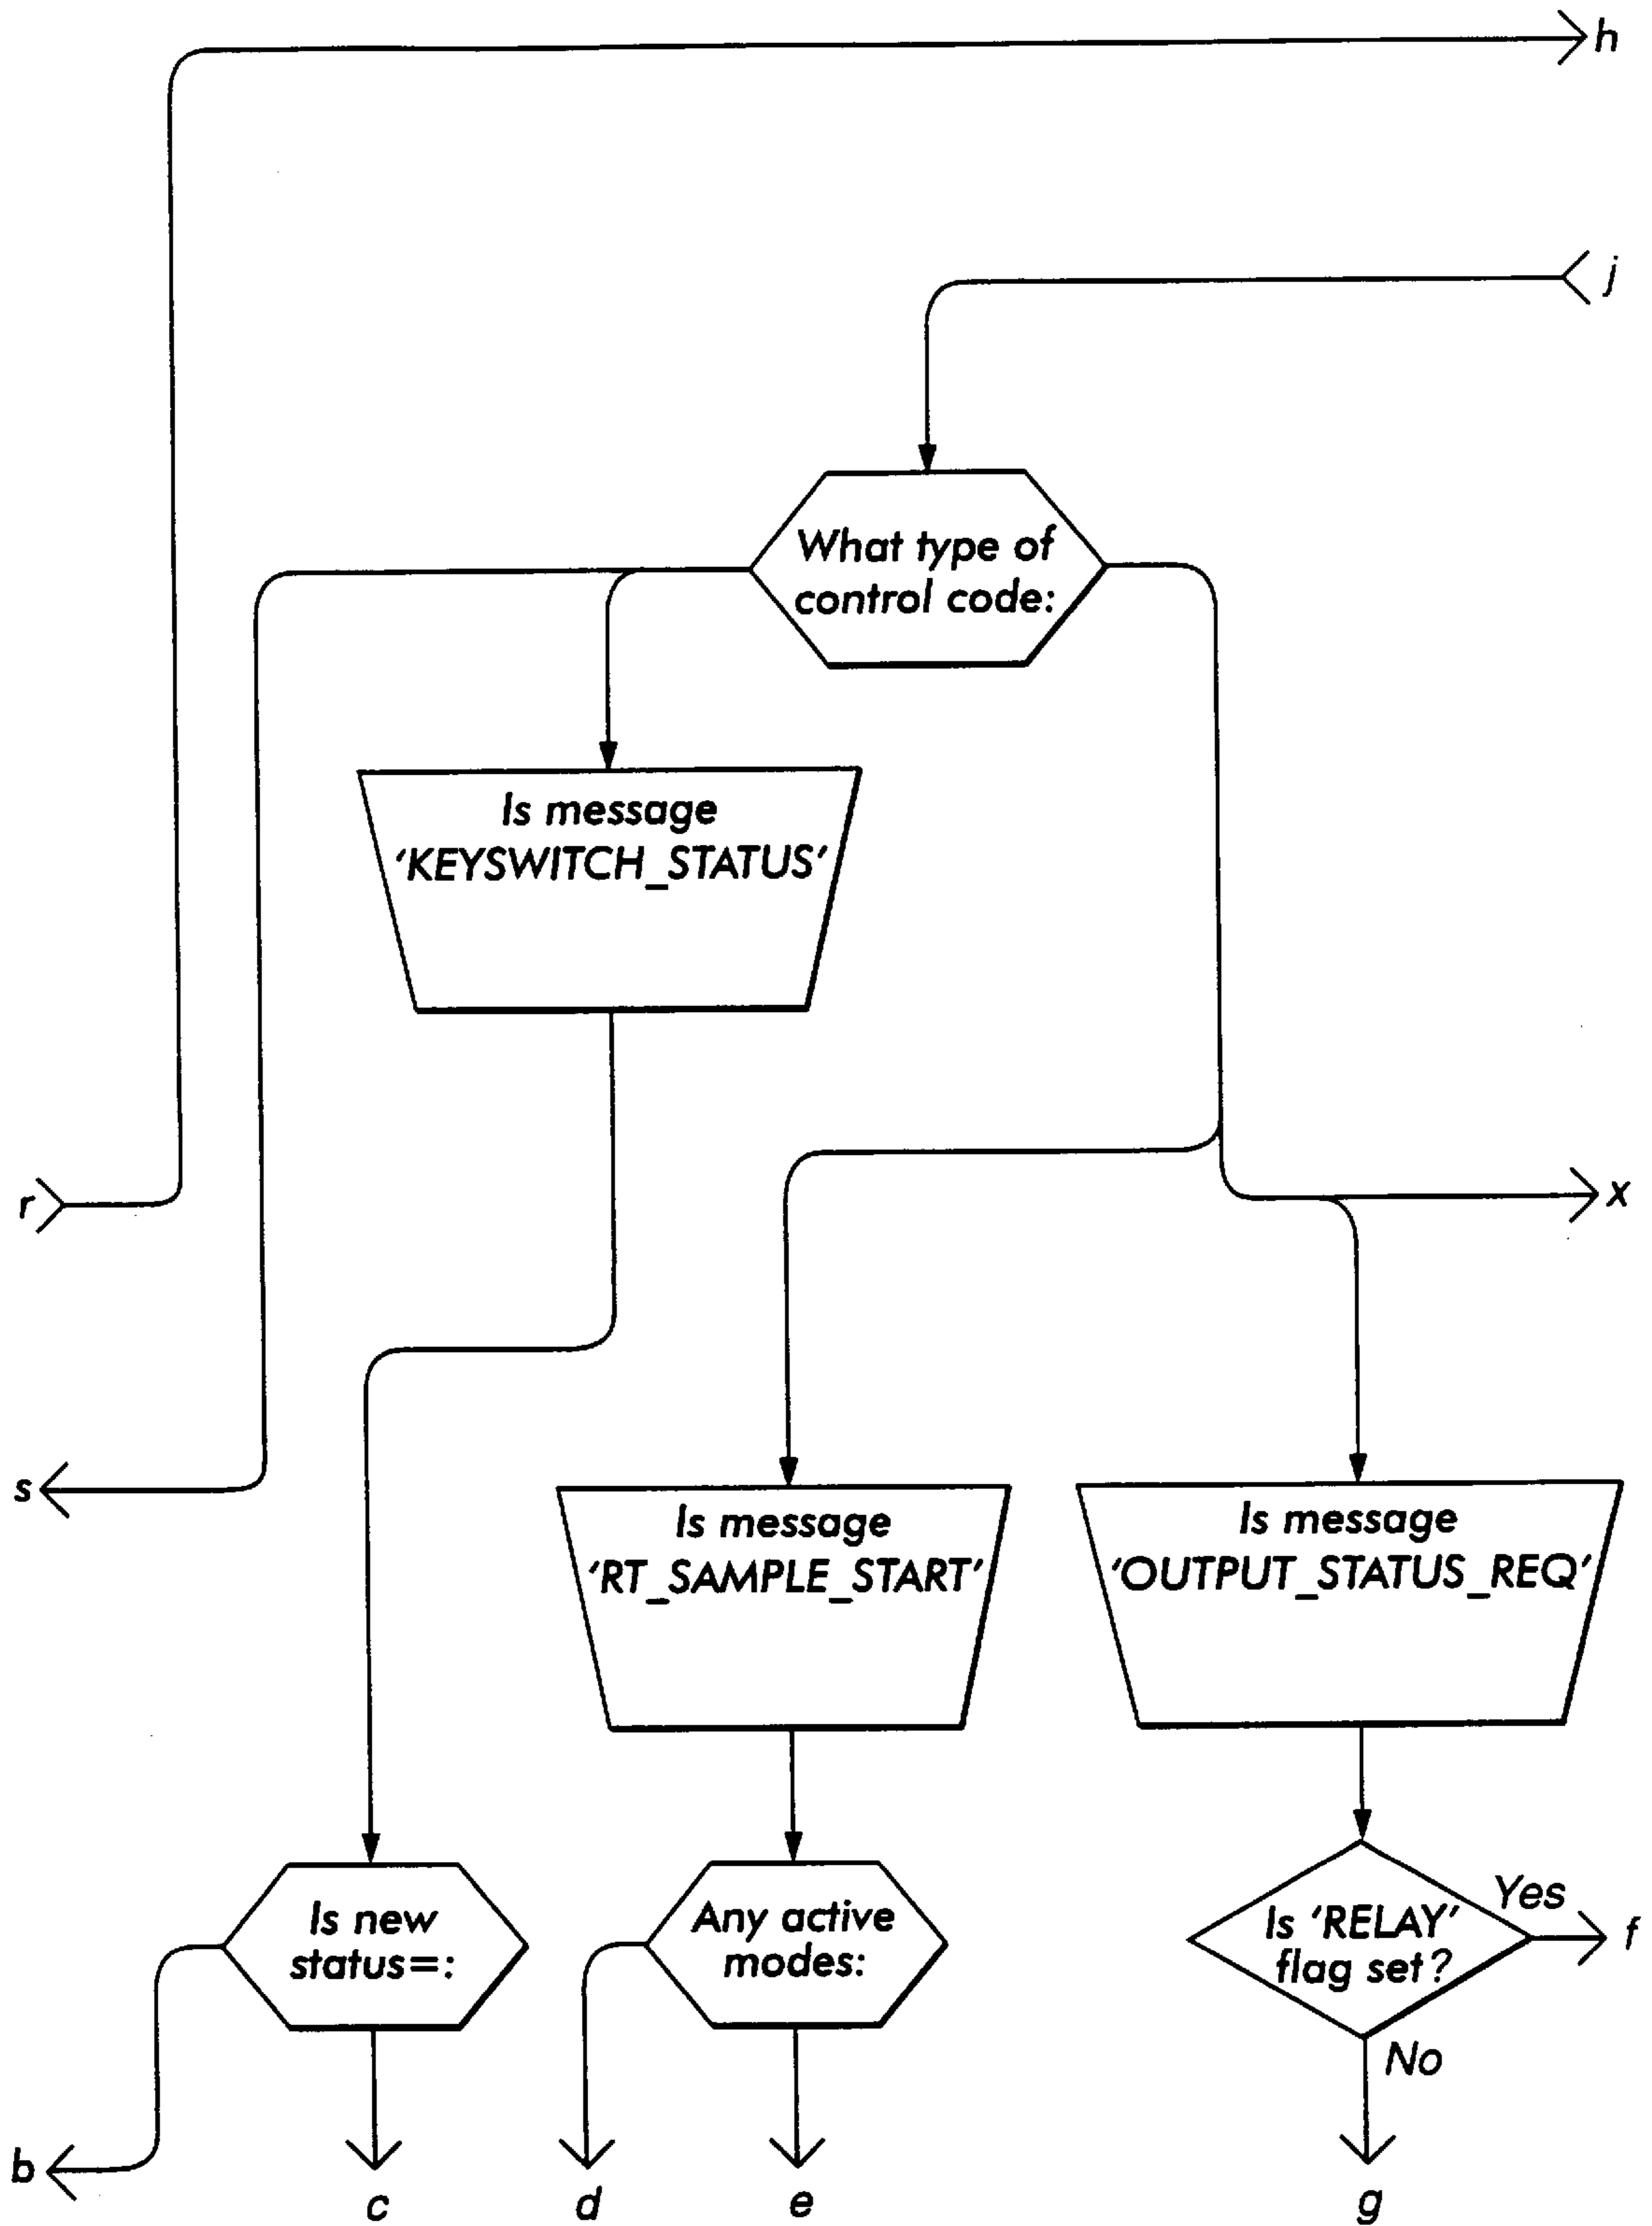 h
j
What type of
control code:
Is message
'KEYSWITCH_STATUS'
r
x
s
Is message
'RT_SAMPLE_START'
Is message
'OUTPUT_STATUS_REQ'
Is new
status=:
Any active
modes:
Is 'RELAY'
flag set?
Yes
f
No
b
c
d
e
g